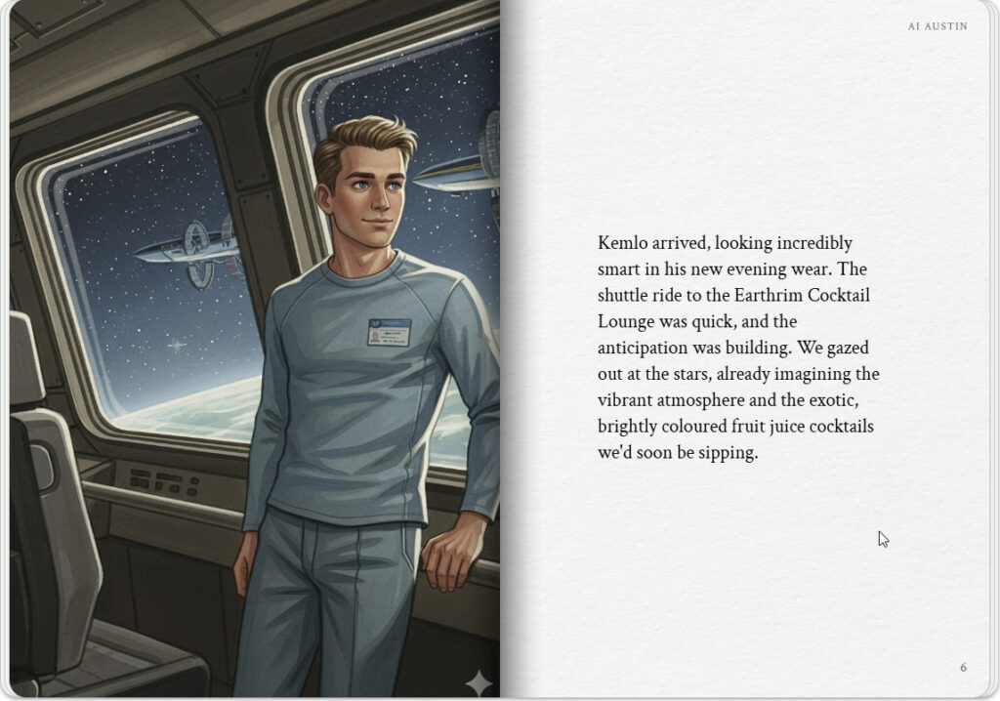 AI AUSTIN
Kemlo arrived, looking incredibly
smart in his new evening wear. The
shuttle ride to the Earthrim Cocktail
Lounge was quick, and the
anticipation was building. We gazed
out at the stars, already imagining the
vibrant atmosphere and the exotic,
brightly coloured fruit juice cocktails
we'd soon be sipping.
6